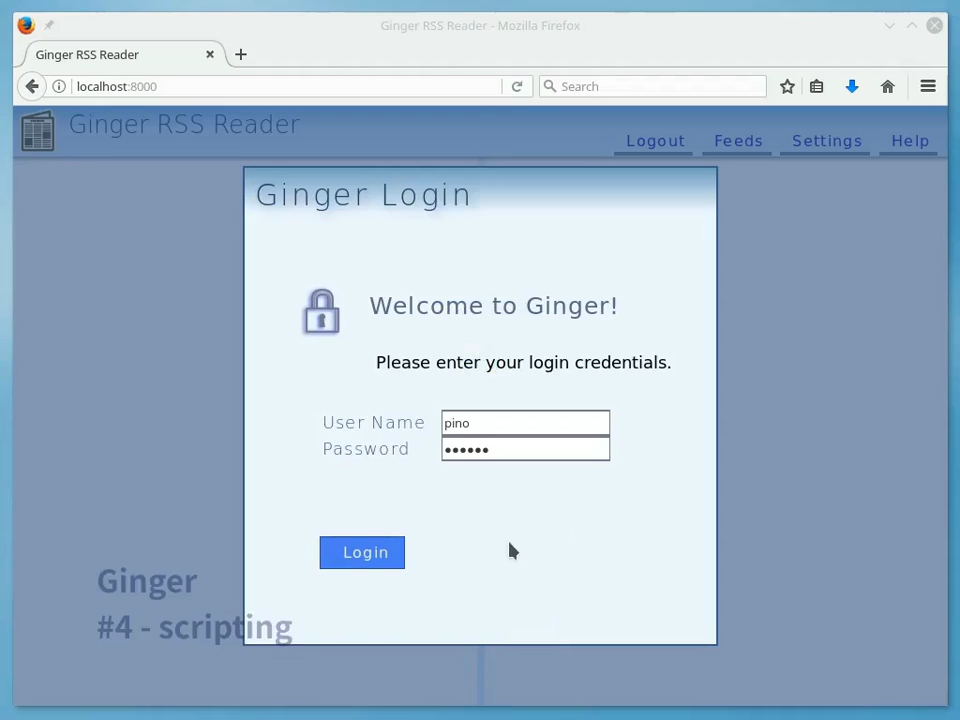 Ginger RSS Reader - Mozilla Firefox
Ginger RSS Reader
localhost:8000
Search
Ginger RSS Reader
Logout Feeds Settings Help
Ginger Login
Welcome to Ginger!
Please enter your login credentials.
User Name pino
Password ••••••
Login
Ginger
#4 - scripting